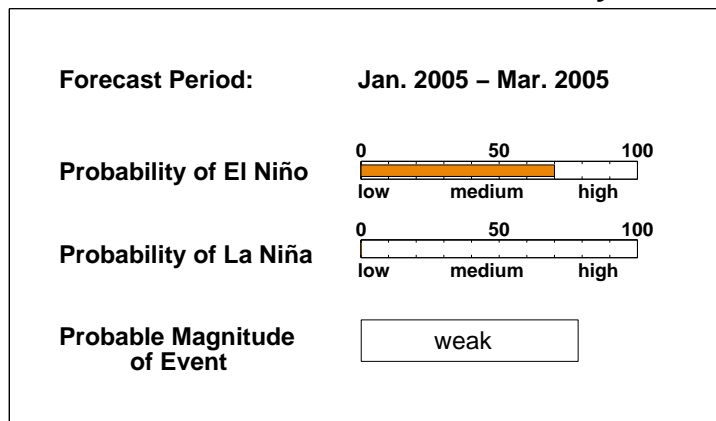 Forecast Period: Jan. 2005 – Mar. 2005
0 50 100
Probability of El Niño
low medium high
0 50 100
Probability of La Niña
low medium high
Probable Magnitude
of Event
weak